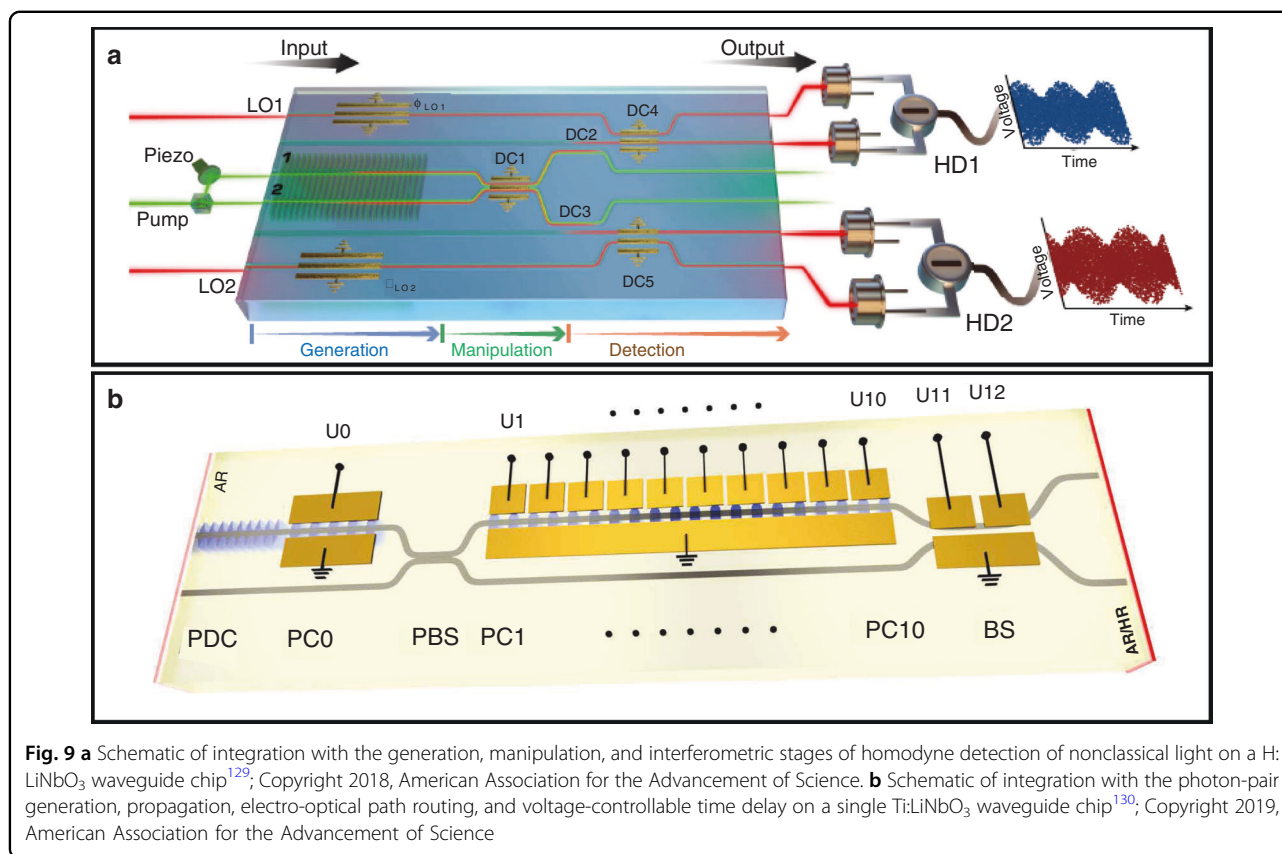 a
Input
Output
LO1
ϕ LO1
DC4
DC2
Piezo
1
DC1
2
Pump
DC3
LO2
□ LO2
DC5
HD1
Voltage
Time
HD2
Voltage
Time
Generation
Manipulation
Detection
b
U0
U1
U10
U11
U12
AR
PDC
PC0
PBS
PC1
PC10
BS
AR/HR
Fig. 9 a Schematic of integration with the generation, manipulation, and interferometric stages of homodyne detection of nonclassical light on a H:
LiNbO₃ waveguide chip¹²⁹; Copyright 2018, American Association for the Advancement of Science. b Schematic of integration with the photon-pair
generation, propagation, electro-optical path routing, and voltage-controllable time delay on a single Ti:LiNbO₃ waveguide chip¹³⁰; Copyright 2019,
American Association for the Advancement of Science